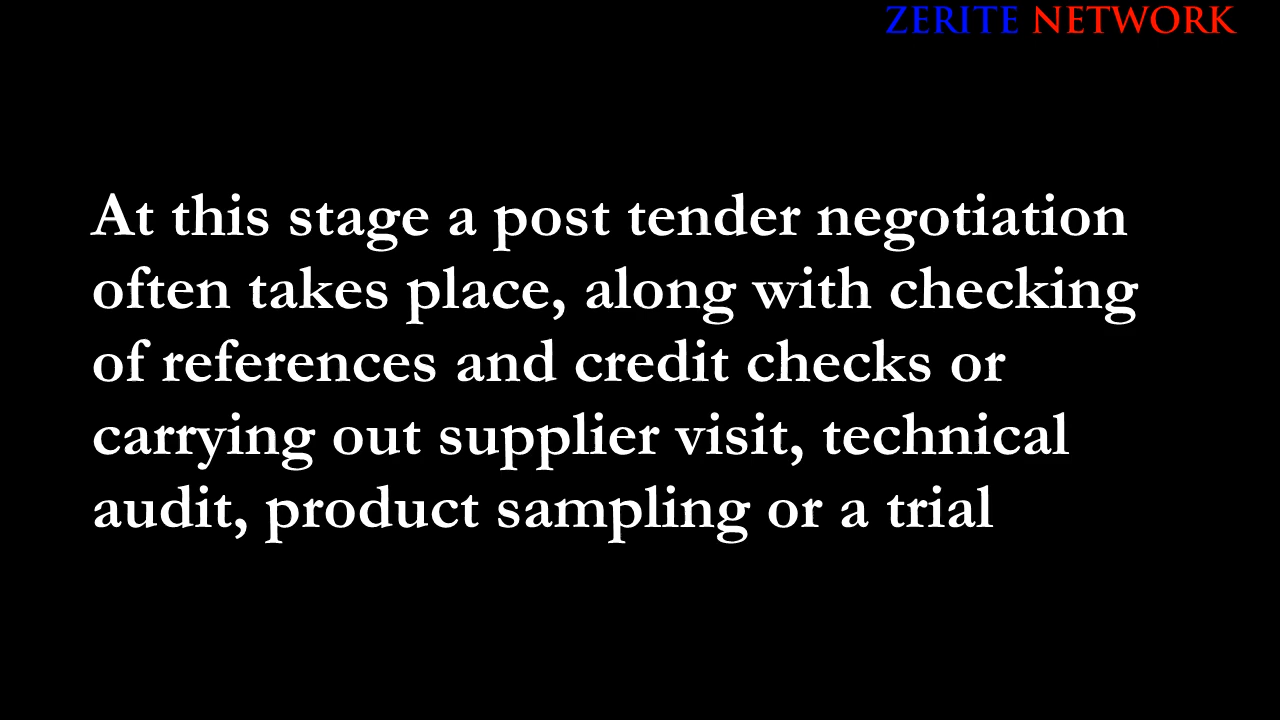 ZERITE NETWORK
At this stage a post tender negotiation
often takes place, along with checking
of references and credit checks or
carrying out supplier visit, technical
audit, product sampling or a trial